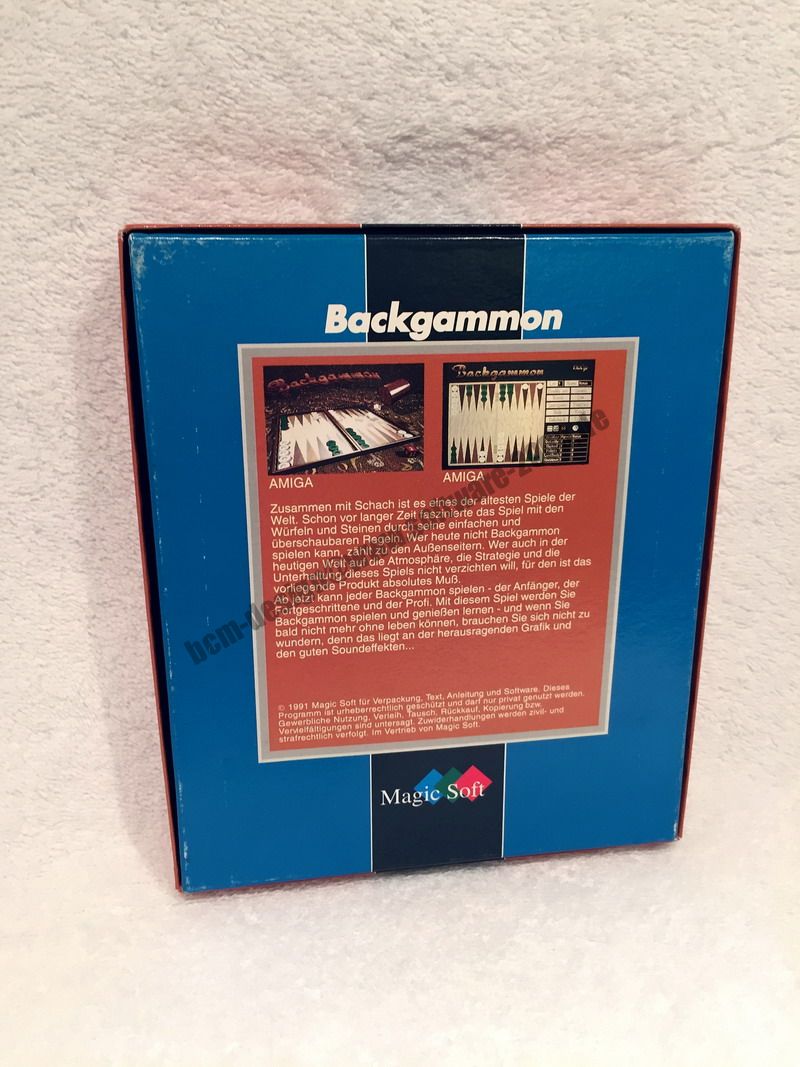 Backgammon
Backgammon
Backgammon
AMIGA
AMIGA
Zusammen mit Schach ist es eines der ältesten Spiele der
Welt. Schon vor langer Zeit faszinierte das Spiel mit den
Würfeln und Steinen durch seine einfachen und
überschaubaren Regeln. Wer heute nicht Backgammon
spielen kann, zählt zu den Außenseitern. Wer auch in der
heutigen Zeit auf die Atmosphäre, die Strategie und die
Unterhaltung dieses Spiels nicht verzichten will, für den ist das
vorliegende Produkt absolutes Muß.
Ab jetzt kann jeder Backgammon spielen - der Anfänger, der
Fortgeschrittene und der Profi. Mit diesem Spiel werden Sie
Backgammon spielen und genießen lernen - und wenn Sie
bald nicht mehr ohne leben können, brauchen Sie sich nicht zu
wundern, denn das liegt an der herausragenden Grafik und
den guten Soundeffekten...
© 1991 Magic Soft für Verpackung, Text, Anleitung und Software. Dieses
Programm ist urheberrechtlich geschützt und darf nur privat genutzt werden.
Gewerbliche Nutzung, Verleih, Tausch, Rückkauf, Kopierung bzw.
Vervielfältigungen sind untersagt. Zuwiderhandlungen werden zivil- und
strafrechtlich verfolgt. Im Vertrieb von Magic Soft.
Magic Soft